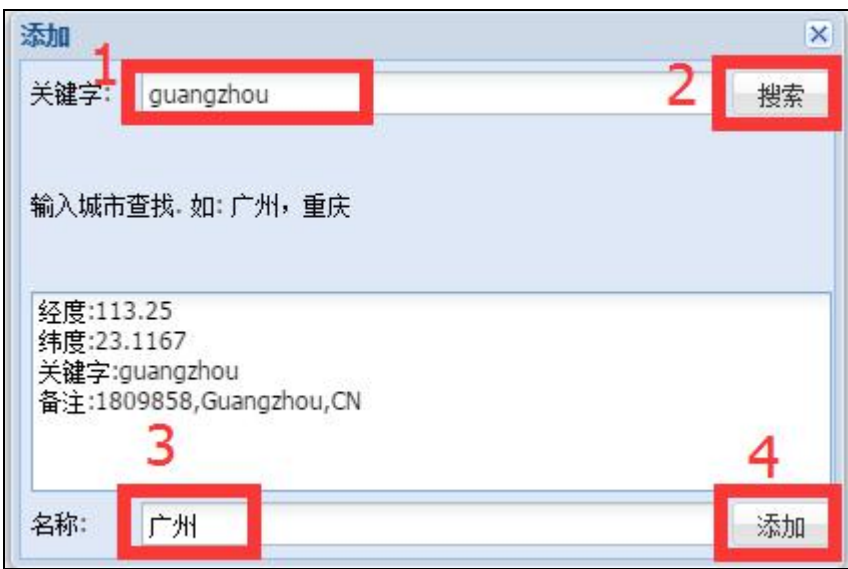 添加
1
关键字: guangzhou 2 搜索
输入城市查找. 如: 广州，重庆
经度:113.25
纬度:23.1167
关键字:guangzhou
备注:1809858,Guangzhou,CN
3 4
名称: 广州 添加